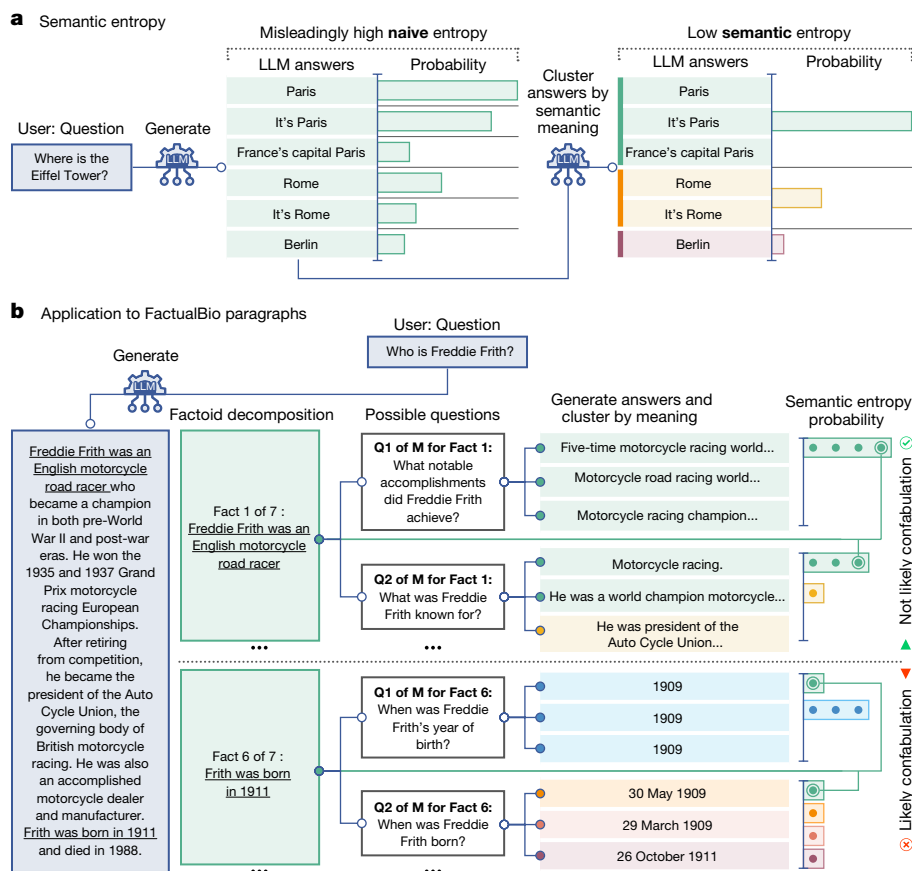 a Semantic entropy
Misleadingly high naive entropy
Low semantic entropy
LLM answers
Probability
Cluster
answers by
semantic
meaning
LLM answers
Probability
User: Question
Generate
Where is the
Eiffel Tower?
LLM
Paris
It's Paris
France's capital Paris
Rome
It's Rome
Berlin
LLM
Paris
It's Paris
France's capital Paris
Rome
It's Rome
Berlin
b Application to FactualBio paragraphs
User: Question
Who is Freddie Frith?
Generate
LLM
Factoid decomposition
Possible questions
Generate answers and
cluster by meaning
Semantic entropy
probability
Freddie Frith was an
English motorcycle
road racer who
became a champion
in both pre-World
War II and post-war
eras. He won the
1935 and 1937 Grand
Prix motorcycle
racing European
Championships.
After retiring
from competition,
he became the
president of the Auto
Cycle Union, the
governing body of
British motorcycle
racing. He was also
an accomplished
motorcycle dealer
and manufacturer.
Frith was born in 1911
and died in 1988.
Fact 1 of 7 :
Freddie Frith was an
English motorcycle
road racer
...
Q1 of M for Fact 1:
What notable
accomplishments
did Freddie Frith
achieve?
Five-time motorcycle racing world...
Motorcycle road racing world...
Motorcycle racing champion...
Q2 of M for Fact 1:
What was Freddie
Frith known for?
...
Motorcycle racing.
He was a world champion motorcycle...
He was president of the
Auto Cycle Union...
Not likely confabulation
Fact 6 of 7 :
Frith was born
in 1911
...
Q1 of M for Fact 6:
When was Freddie
Frith's year of
birth?
1909
1909
1909
Q2 of M for Fact 6:
When was Freddie
Frith born?
...
30 May 1909
29 March 1909
26 October 1911
Likely confabulation